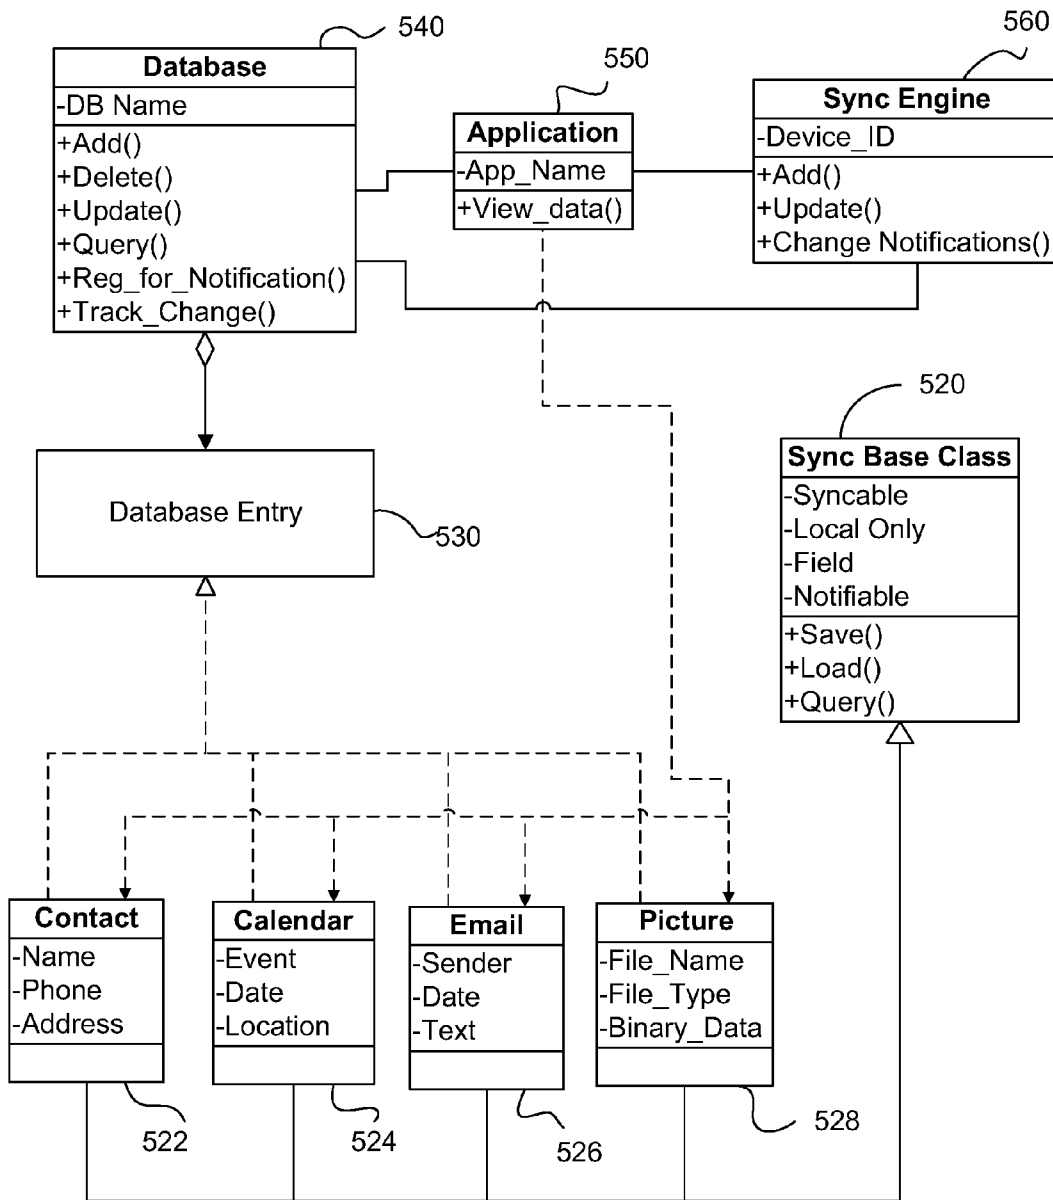 540
Database
-DB Name
+Add()
+Delete()
+Update()
+Query()
+Reg_for_Notification()
+Track_Change()
550
Application
-App_Name
+View_data()
560
Sync Engine
-Device_ID
+Add()
+Update()
+Change Notifications()
520
Sync Base Class
-Syncable
-Local Only
-Field
-Notifiable
+Save()
+Load()
+Query()
Database Entry
530
Contact
-Name
-Phone
-Address
522
Calendar
-Event
-Date
-Location
524
Email
-Sender
-Date
-Text
526
Picture
-File_Name
-File_Type
-Binary_Data
528